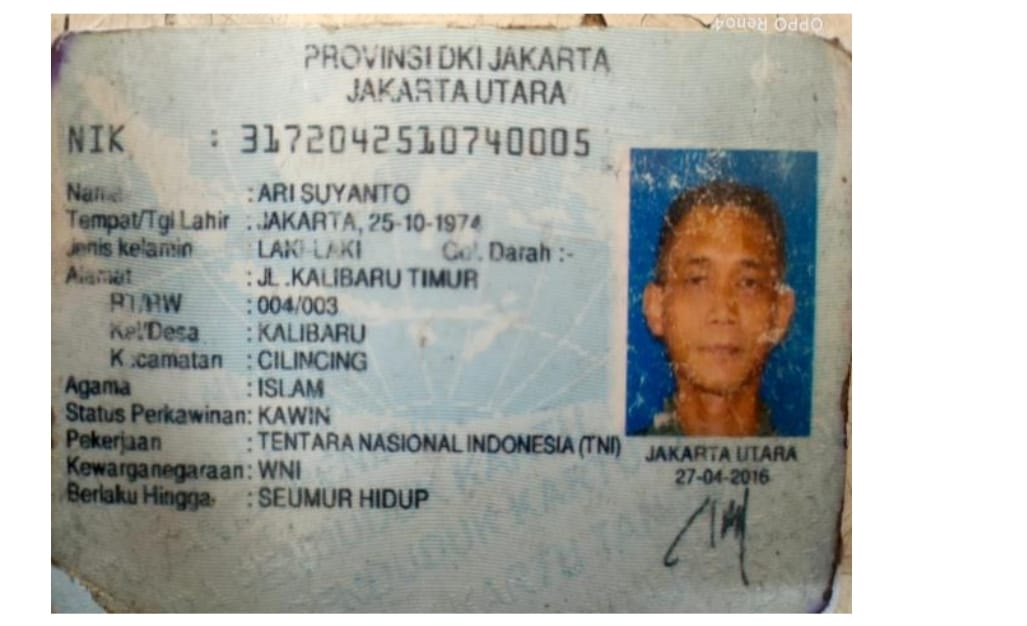 PROVINSI DKI JAKARTA
JAKARTA UTARA
NIK : 3172042510740005
Nama : ARI SUYANTO
Tempat/Tgl Lahir : JAKARTA, 25-10-1974
Jenis kelamin : LAKI-LAKI Gol. Darah :-
Alamat : JL .KALIBARU TIMUR
RT/RW : 004/003
Kel/Desa : KALIBARU
Kecamatan : CILINCING
Agama : ISLAM
Status Perkawinan: KAWIN
Pekerjaan : TENTARA NASIONAL INDONESIA (TNI)
Kewarganegaraan : WNI
Berlaku Hingga : SEUMUR HIDUP
JAKARTA UTARA
27-04-2016
OPPO Reno4